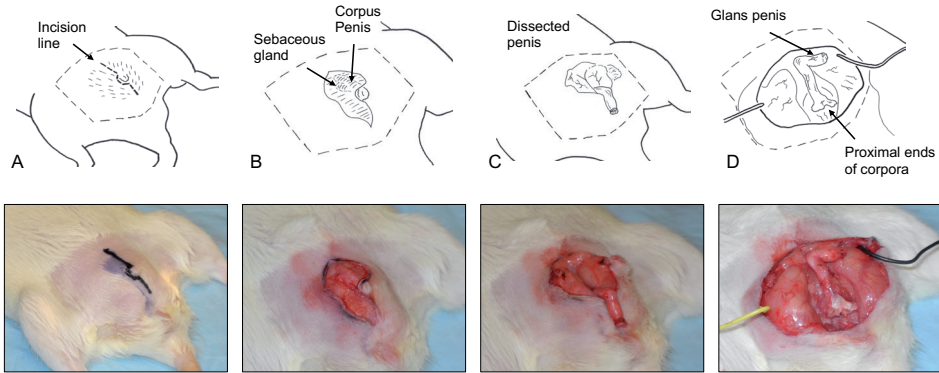 Incision
line
A
Sebaceous
gland
Corpus
Penis
B
Dissected
penis
C
Glans penis
D
Proximal ends
of corpora